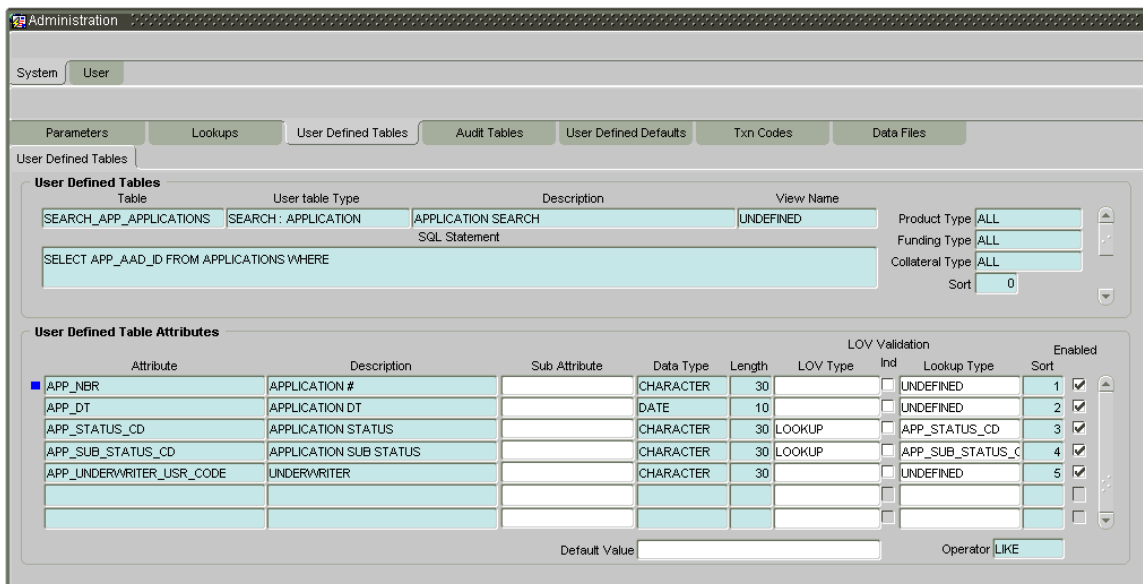 Administration
System User
Parameters Lookups User Defined Tables Audit Tables User Defined Defaults Txn Codes Data Files
User Defined Tables
User Defined Tables
Table User table Type Description View Name
SEARCH_APP_APPLICATIONS SEARCH : APPLICATION APPLICATION SEARCH UNDEFINED Product Type ALL
SQL Statement Funding Type ALL
SELECT APP_AAD_ID FROM APPLICATIONS WHERE Collateral Type ALL
Sort 0
User Defined Table Attributes
LOV Validation Enabled
Attribute Description Sub Attribute Data Type Length LOV Type Ind Lookup Type Sort
APP_NBR APPLICATION # CHARACTER 30 UNDEFINED 1
APP_DT APPLICATION DT DATE 10 UNDEFINED 2
APP_STATUS_CD APPLICATION STATUS CHARACTER 30 LOOKUP APP_STATUS_CD 3
APP_SUB_STATUS_CD APPLICATION SUB STATUS CHARACTER 30 LOOKUP APP_SUB_STATUS_C 4
APP_UNDERWRITER_USR_CODE UNDERWRITER CHARACTER 30 UNDEFINED 5
Default Value Operator LIKE